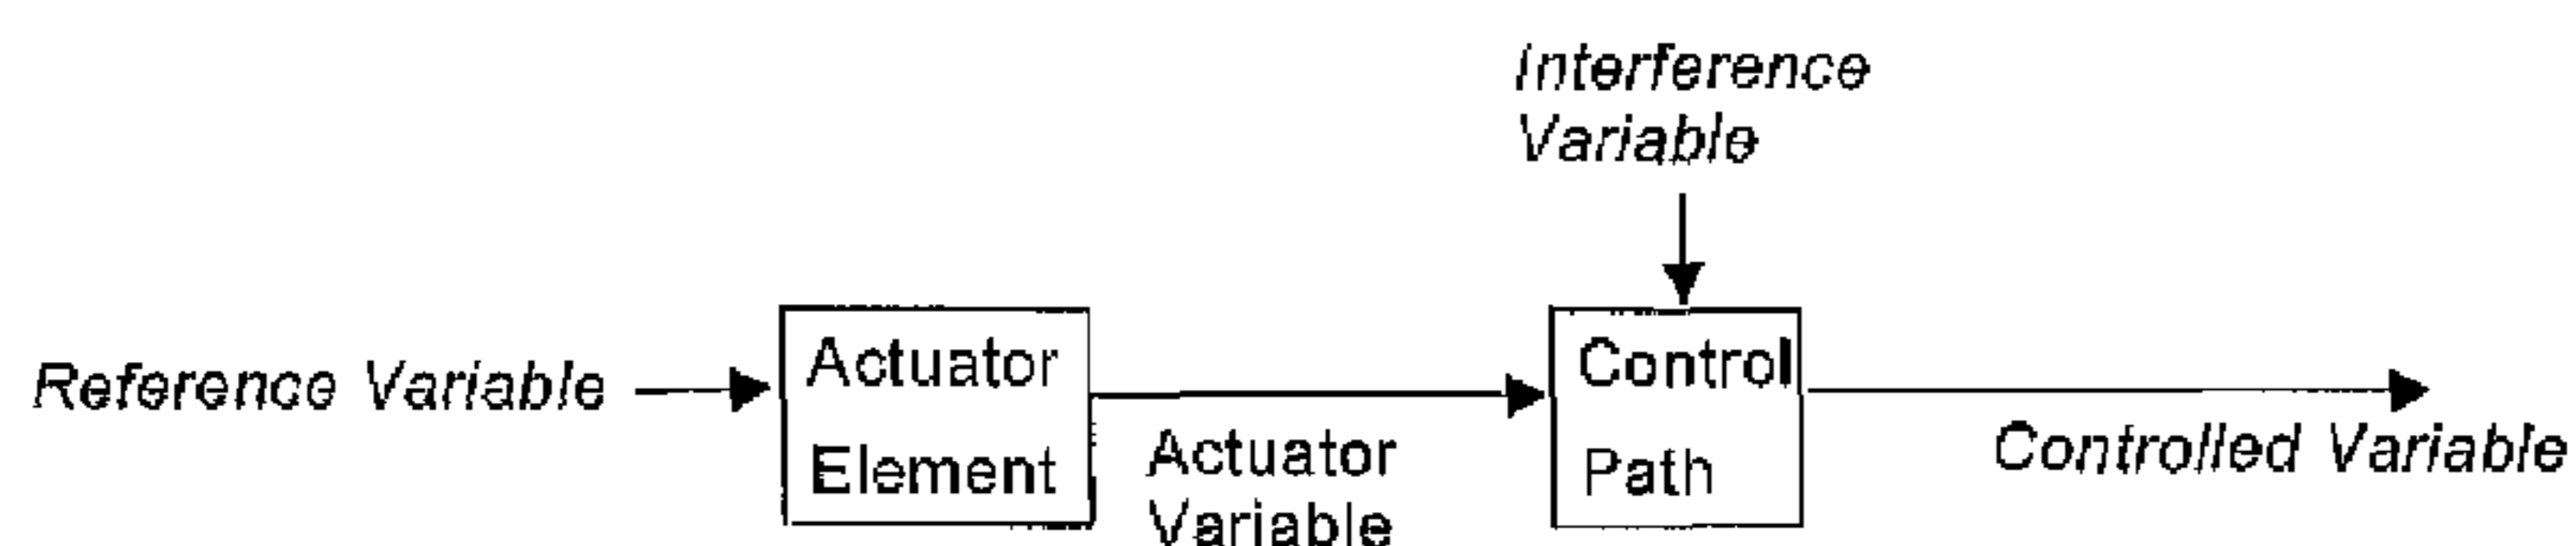 Interference
Variable
Reference Variable
Actuator
Element
Actuator
Variable
Control
Path
Controlled Variable